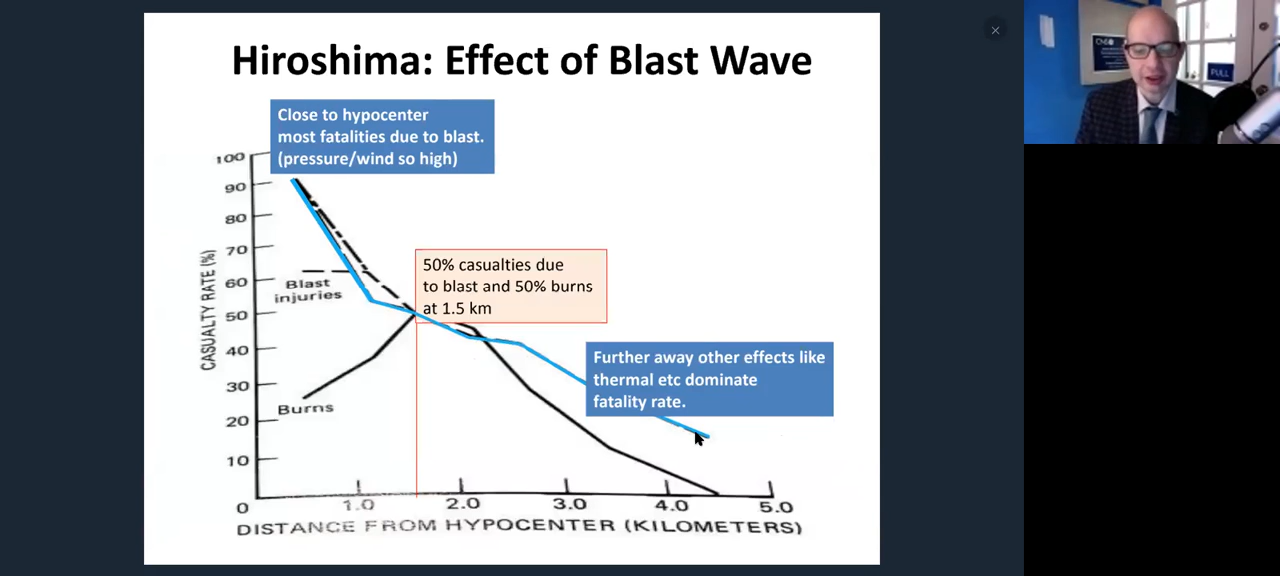 Hiroshima: Effect of Blast Wave
Close to hypocenter
most fatalities due to blast.
(pressure/wind so high)
100
90
80
70
60
50
40
30
20
10
0
CASUALTY RATE (%)
Blast
injuries
Burns
50% casualties due
to blast and 50% burns
at 1.5 km
Further away other effects like
thermal etc dominate
fatality rate.
1.0
2.0
3.0
4.0
5.0
DISTANCE FROM HYPOCENTER (KILOMETERS)
PULL